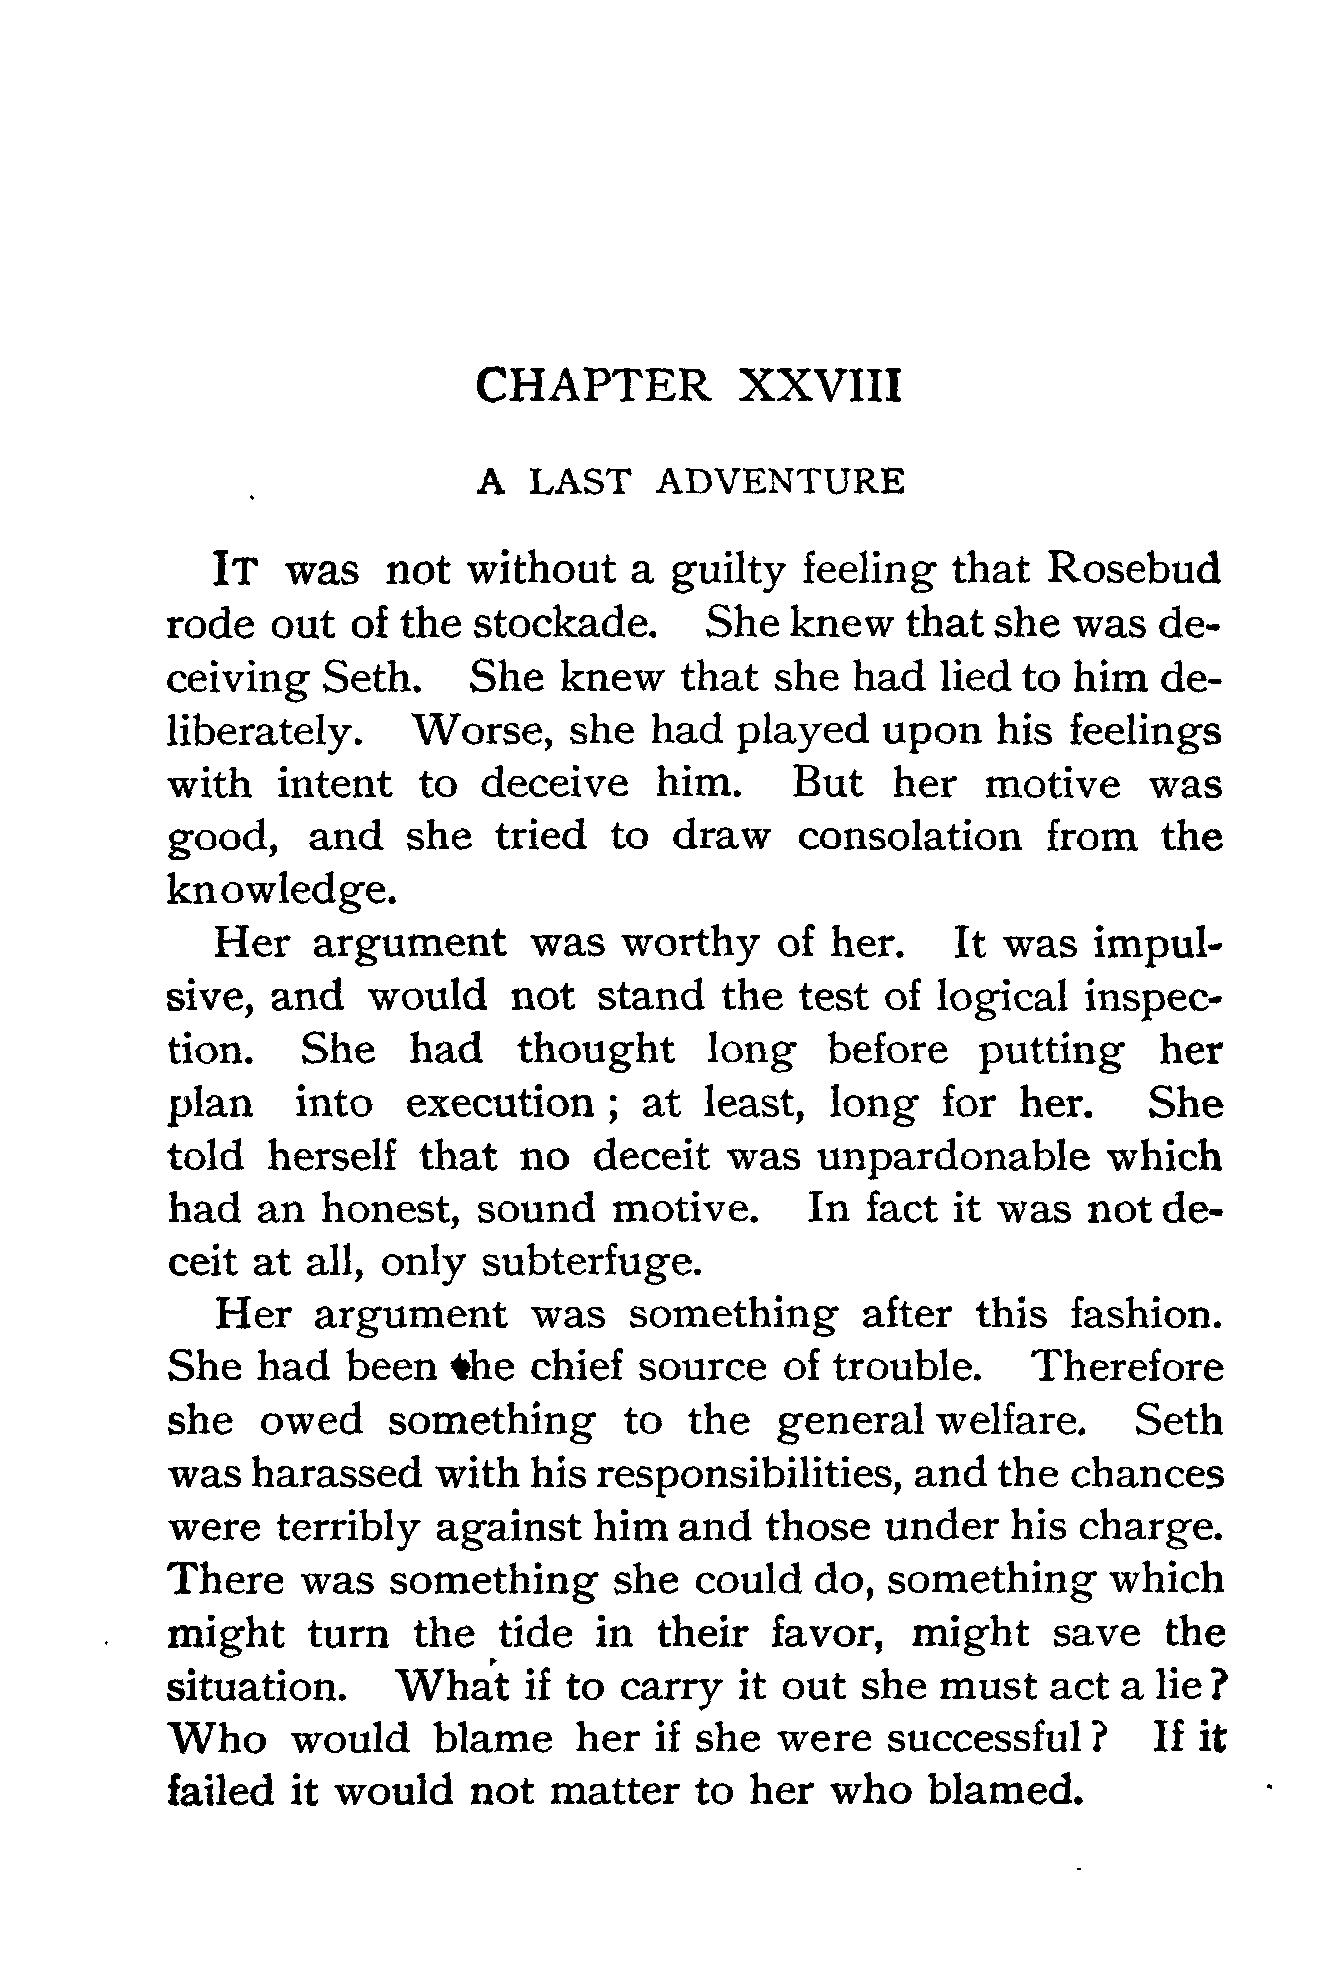 CHAPTER XXVIII
A LAST ADVENTURE
IT was not without a guilty feeling that Rosebud
rode out of the stockade. She knew that she was de-
ceiving Seth. She knew that she had lied to him de-
liberately. Worse, she had played upon his feelings
with intent to deceive him. But her motive was
good, and she tried to draw consolation from the
knowledge.
Her argument was worthy of her. It was impul-
sive, and would not stand the test of logical inspec-
tion. She had thought long before putting her
plan into execution; at least, long for her. She
told herself that no deceit was unpardonable which
had an honest, sound motive. In fact it was not de-
ceit at all, only subterfuge.
Her argument was something after this fashion.
She had been the chief source of trouble. Therefore
she owed something to the general welfare. Seth
was harassed with his responsibilities, and the chances
were terribly against him and those under his charge.
There was something she could do, something which
might turn the tide in their favor, might save the
situation. What if to carry it out she must act a lie?
Who would blame her if she were successful? If it
failed it would not matter to her who blamed.